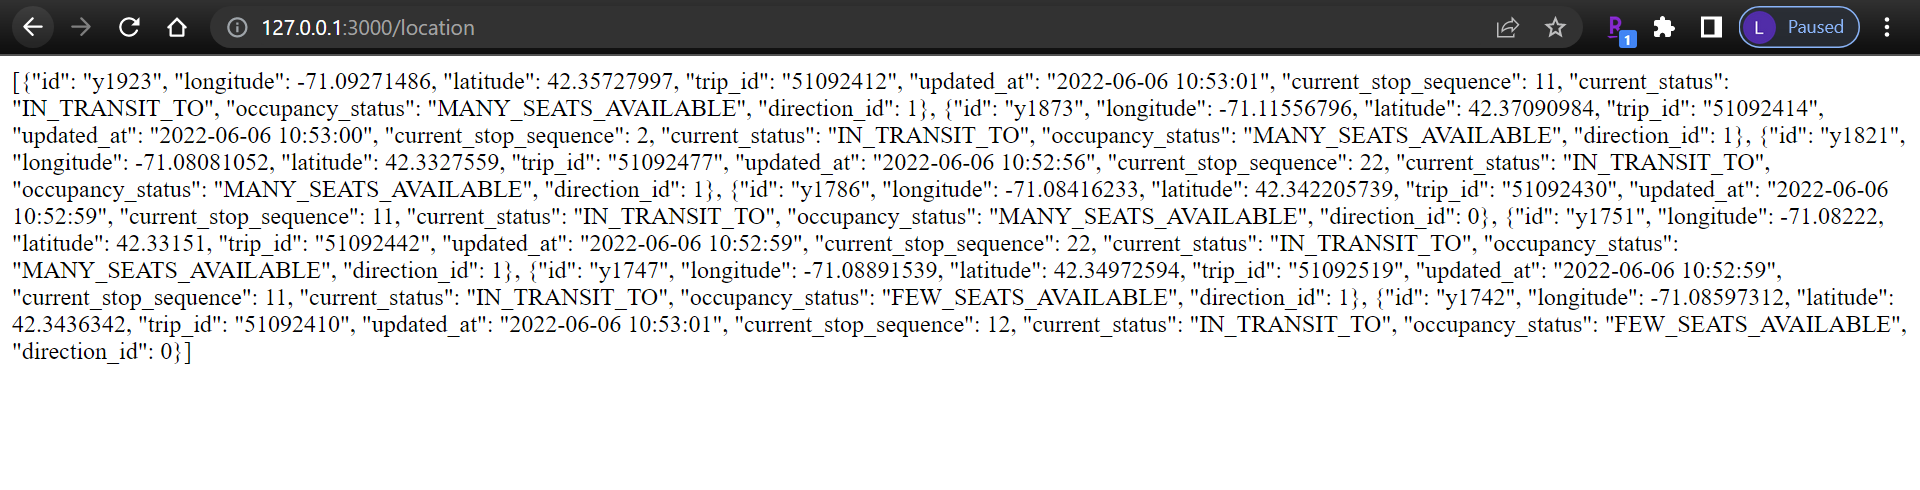 127.0.0.1:3000/location
1
L Paused
[{"id": "y1923", "longitude": -71.09271486, "latitude": 42.35727997, "trip_id": "51092412", "updated_at": "2022-06-06 10:53:01", "current_stop_sequence": 11, "current_status":
"IN_TRANSIT_TO", "occupancy_status": "MANY_SEATS_AVAILABLE", "direction_id": 1}, {"id": "y1873", "longitude": -71.11556796, "latitude": 42.37090984, "trip_id": "51092414",
"updated_at": "2022-06-06 10:53:00", "current_stop_sequence": 2, "current_status": "IN_TRANSIT_TO", "occupancy_status": "MANY_SEATS_AVAILABLE", "direction_id": 1}, {"id": "y1821",
"longitude": -71.08081052, "latitude": 42.3327559, "trip_id": "51092477", "updated_at": "2022-06-06 10:52:56", "current_stop_sequence": 22, "current_status": "IN_TRANSIT_TO",
"occupancy_status": "MANY_SEATS_AVAILABLE", "direction_id": 1}, {"id": "y1786", "longitude": -71.08416233, "latitude": 42.342205739, "trip_id": "51092430", "updated_at": "2022-06-06
10:52:59", "current_stop_sequence": 11, "current_status": "IN_TRANSIT_TO", "occupancy_status": "MANY_SEATS_AVAILABLE", "direction_id": 0}, {"id": "y1751", "longitude": -71.08222,
"latitude": 42.33151, "trip_id": "51092442", "updated_at": "2022-06-06 10:52:59", "current_stop_sequence": 22, "current_status": "IN_TRANSIT_TO", "occupancy_status":
"MANY_SEATS_AVAILABLE", "direction_id": 1}, {"id": "y1747", "longitude": -71.08891539, "latitude": 42.34972594, "trip_id": "51092519", "updated_at": "2022-06-06 10:52:59",
"current_stop_sequence": 11, "current_status": "IN_TRANSIT_TO", "occupancy_status": "FEW_SEATS_AVAILABLE", "direction_id": 1}, {"id": "y1742", "longitude": -71.08597312, "latitude":
42.3436342, "trip_id": "51092410", "updated_at": "2022-06-06 10:53:01", "current_stop_sequence": 12, "current_status": "IN_TRANSIT_TO", "occupancy_status": "FEW_SEATS_AVAILABLE",
"direction_id": 0}]